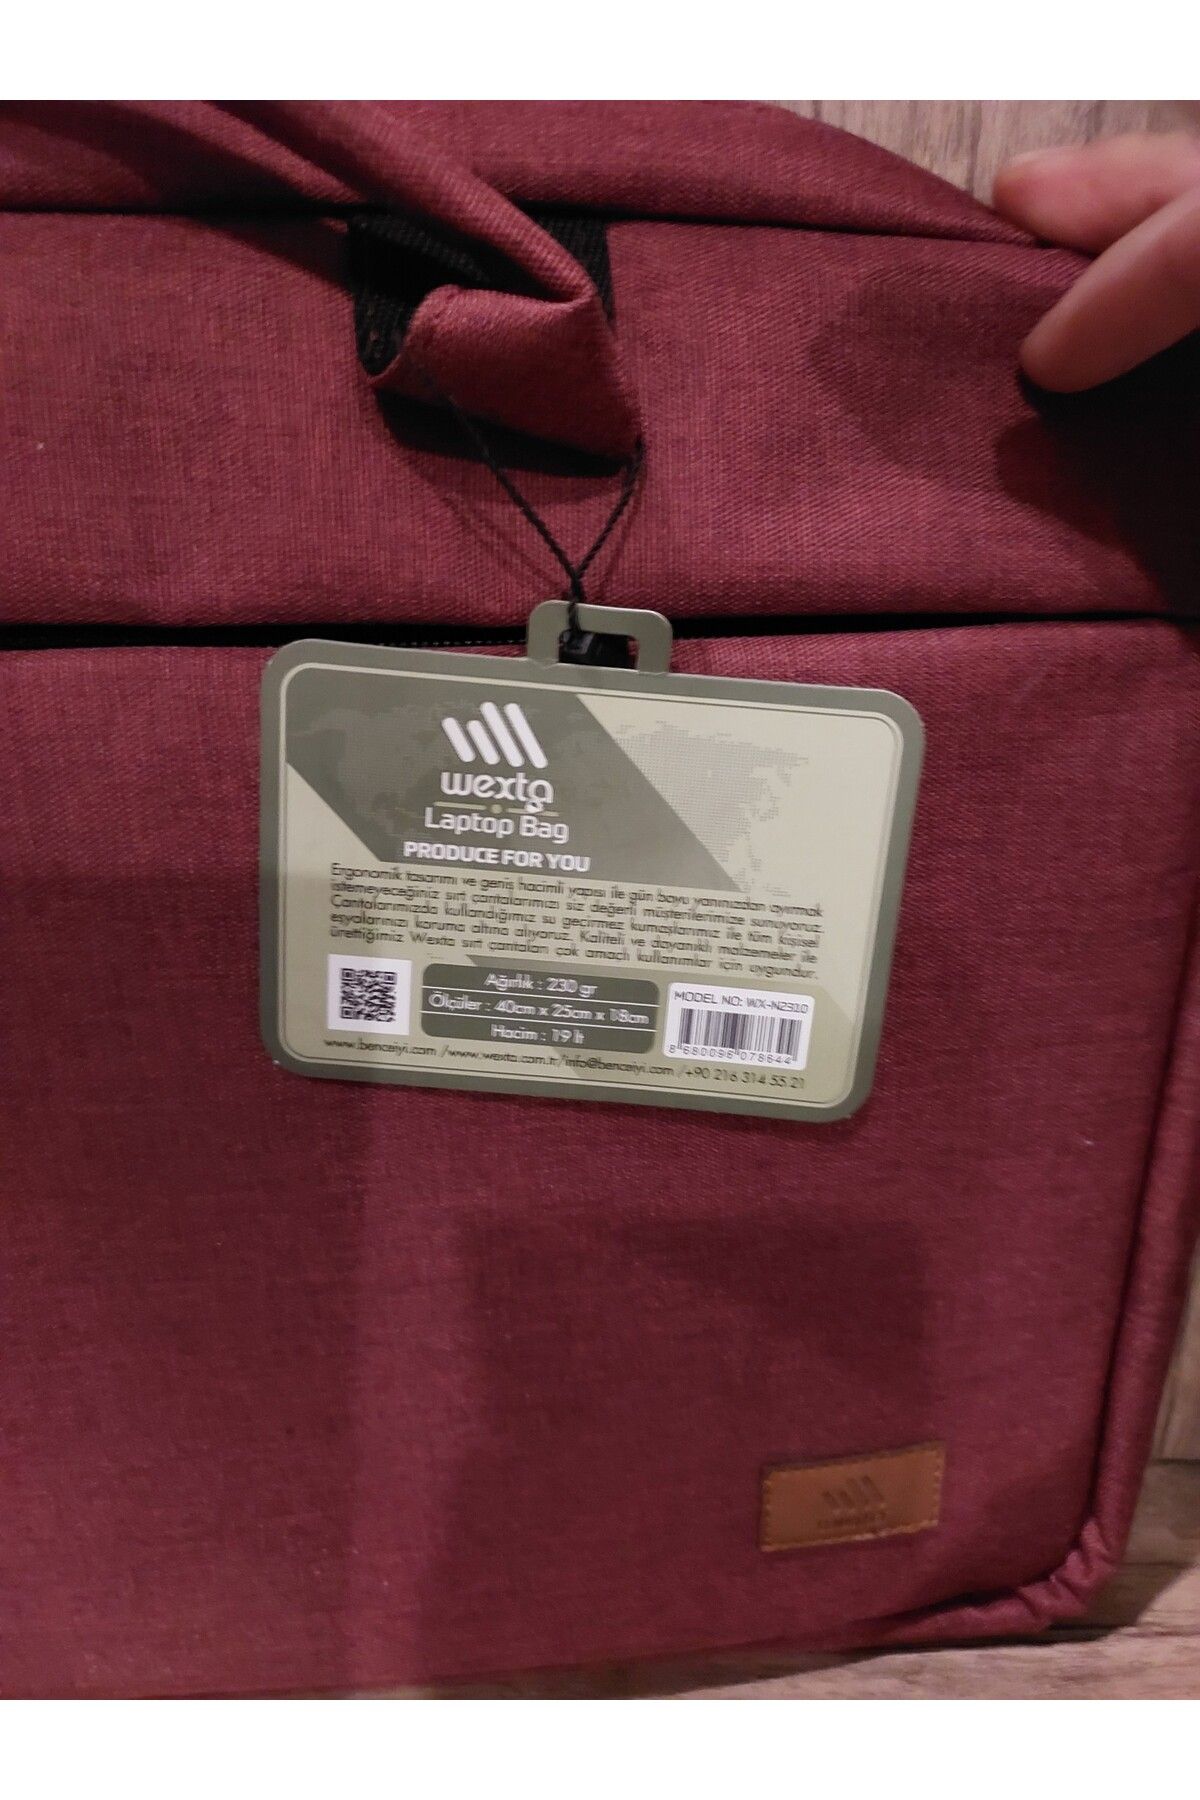 wexta
Laptop Bag
PRODUCE FOR YOU
Ergonomik tasarımı ve geniş hacimli yapısı ile gün boyu yanınızdan ayırmak
istemeyeceğiniz sırt çantalarımızı siz değerli müşterilerimize sunuyoruz.
Çantalarımızda kullandığımız su geçirmez kumaşlarımız ile tüm kişisel
eşyalarınızı koruma altına alıyoruz. Kaliteli ve dayanıklı malzemeler ile
ürettiğimiz Wexta sırt çantaları çok amaçlı kullanımlar için uygundur.
Ağırlık : 230 gr
Ölçüler : 40cm x 25cm x 18cm
Hacim : 19 lt
MODEL NO: WX-N2310
8 680096 078644
www.benceiyi.com /www.wexta.com.tr/info@benceiyi.com /+90 216 314 55 21